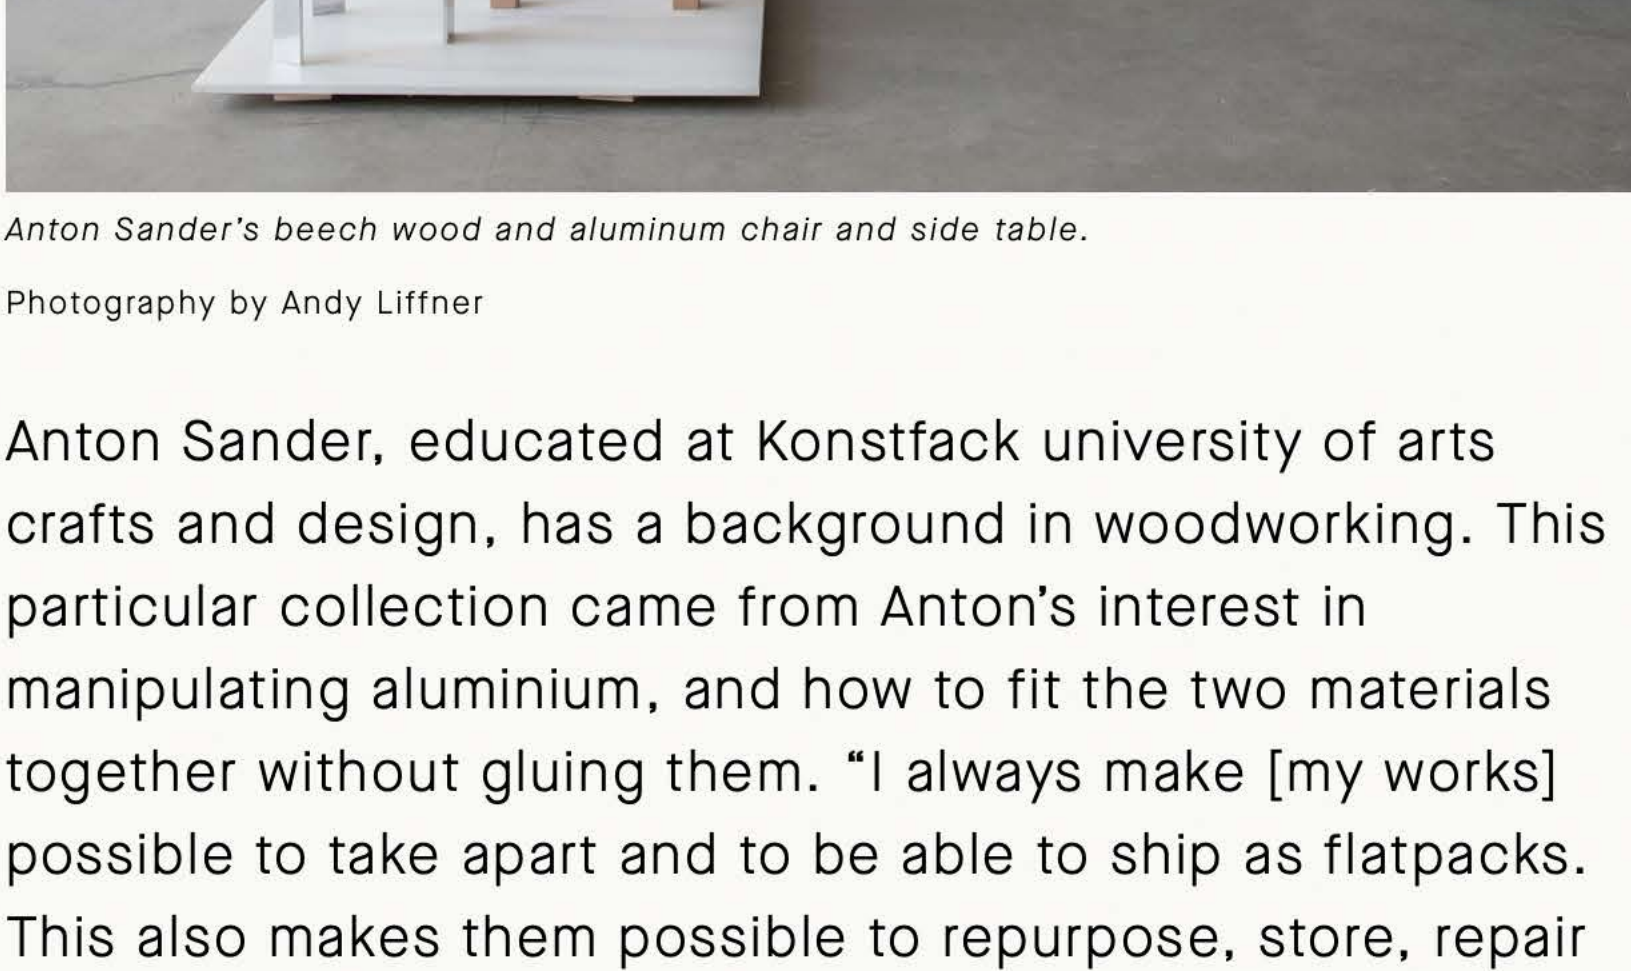 Anton Sander’s beech wood and aluminum chair and side table.
Photography by Andy Liffner
Anton Sander, educated at Konstfack university of arts
crafts and design, has a background in woodworking. This
particular collection came from Anton’s interest in
manipulating aluminium, and how to fit the two materials
together without gluing them. “I always make [my works]
possible to take apart and to be able to ship as flatpacks.
This also makes them possible to repurpose, store, repair